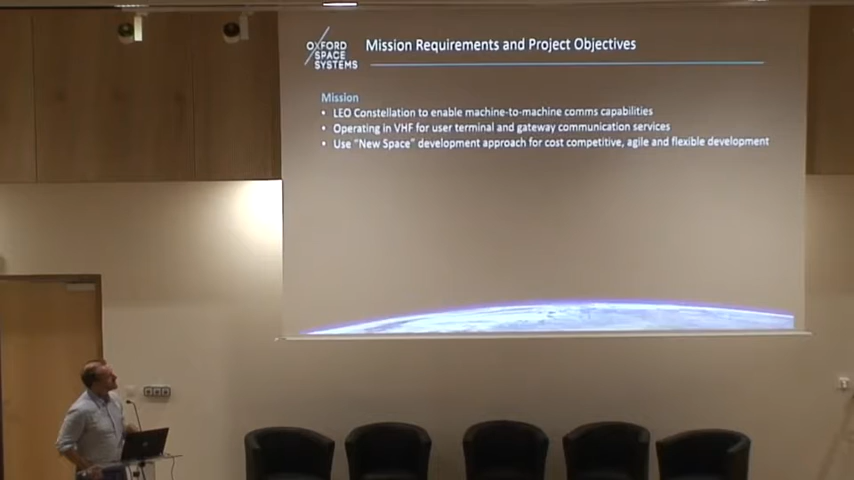 OXFORD
SPACE
SYSTEMS
Mission Requirements and Project Objectives
Mission
• LEO Constellation to enable machine-to-machine comms capabilities
• Operating in VHF for user terminal and gateway communication services
• Use "New Space" development approach for cost competitive, agile and flexible development